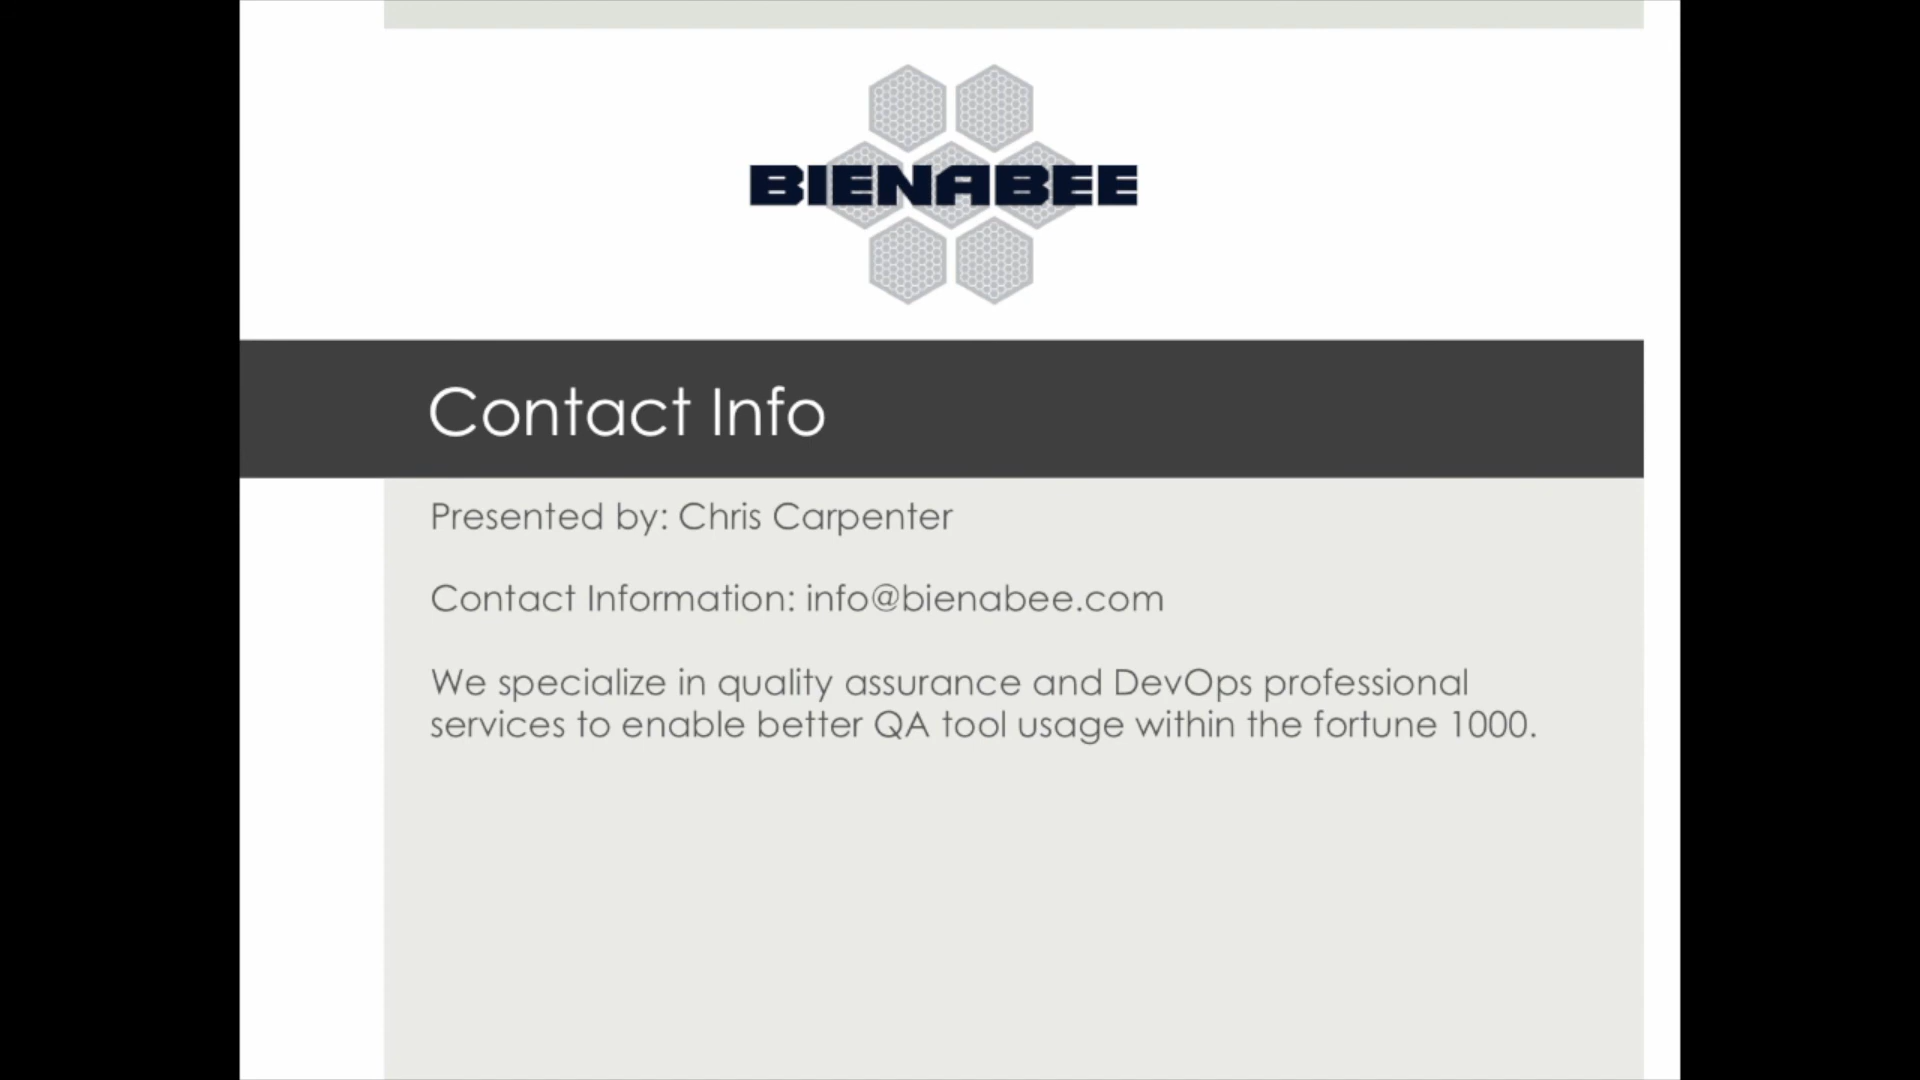 BIENABEE
Contact Info
Presented by: Chris Carpenter
Contact Information: info@bienabee.com
We specialize in quality assurance and DevOps professional
services to enable better QA tool usage within the fortune 1000.